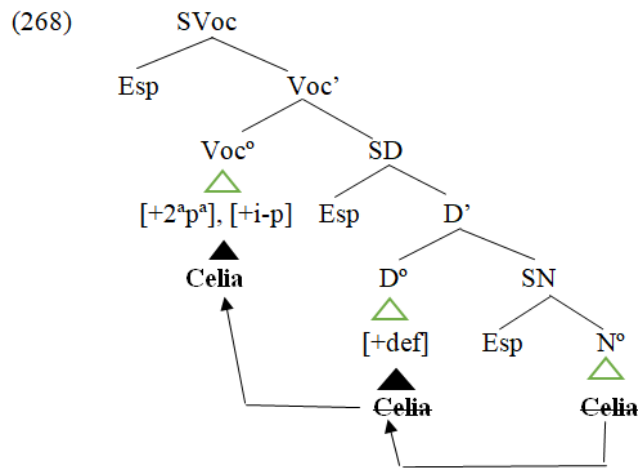 (268) SVoc
Esp Voc’
Vocº SD
[+2ªpª], [+i-p] Esp D’
Celia Dº SN
[+def] Esp Nº
Celia Celia